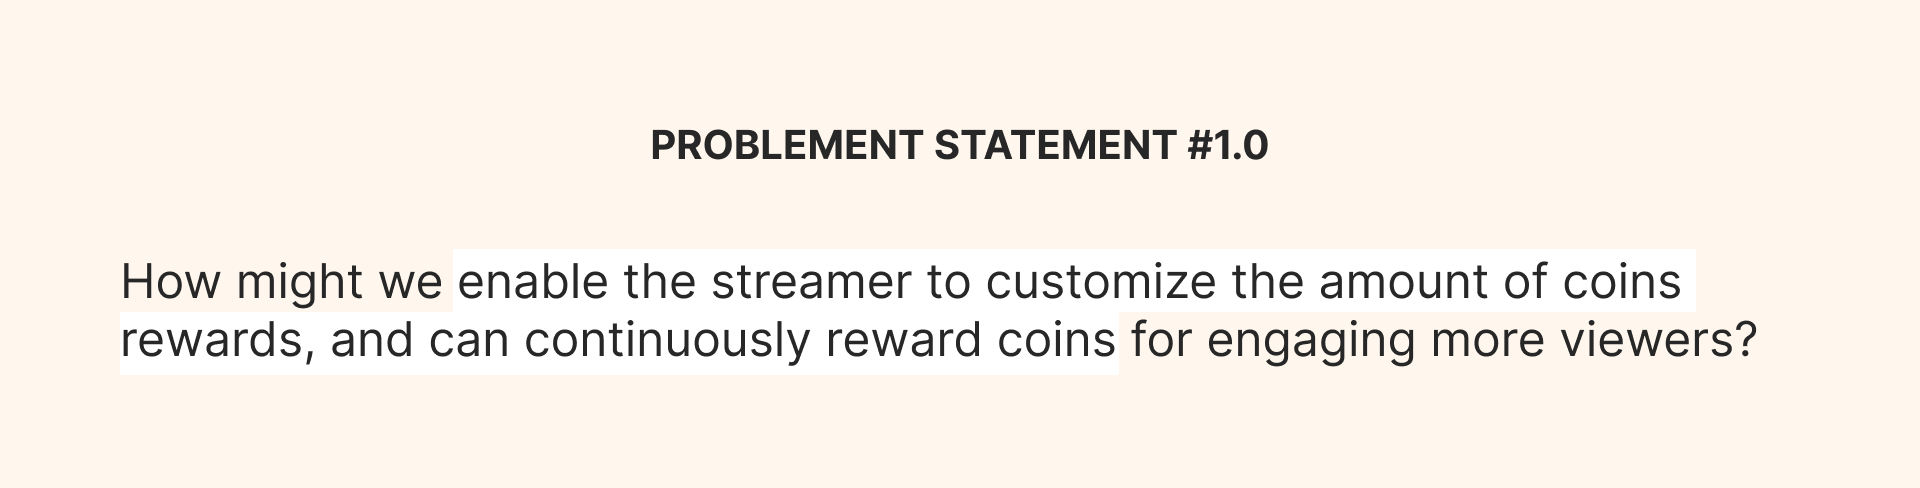 PROBLEMENT STATEMENT #1.0
How might we enable the streamer to customize the amount of coins
rewards, and can continuously reward coins for engaging more viewers?